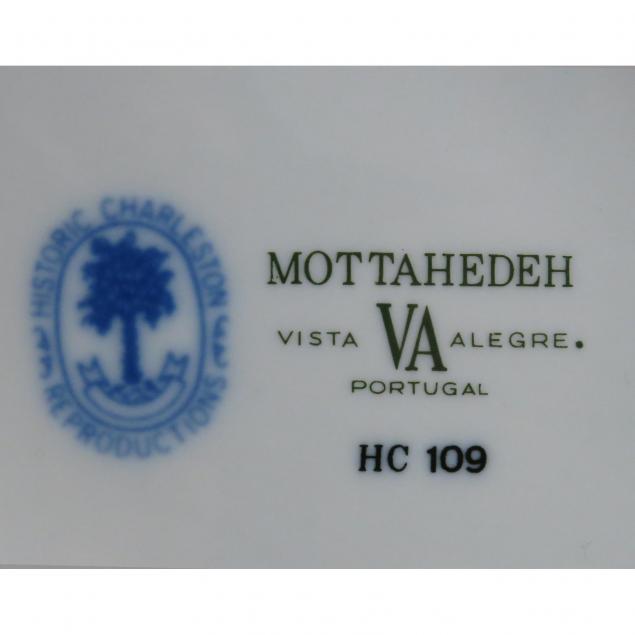 HISTORIC CHARLESTON
REPRODUCTIONS
MOTTAHEDEH
VISTA VA ALEGRE.
PORTUGAL
HC 109